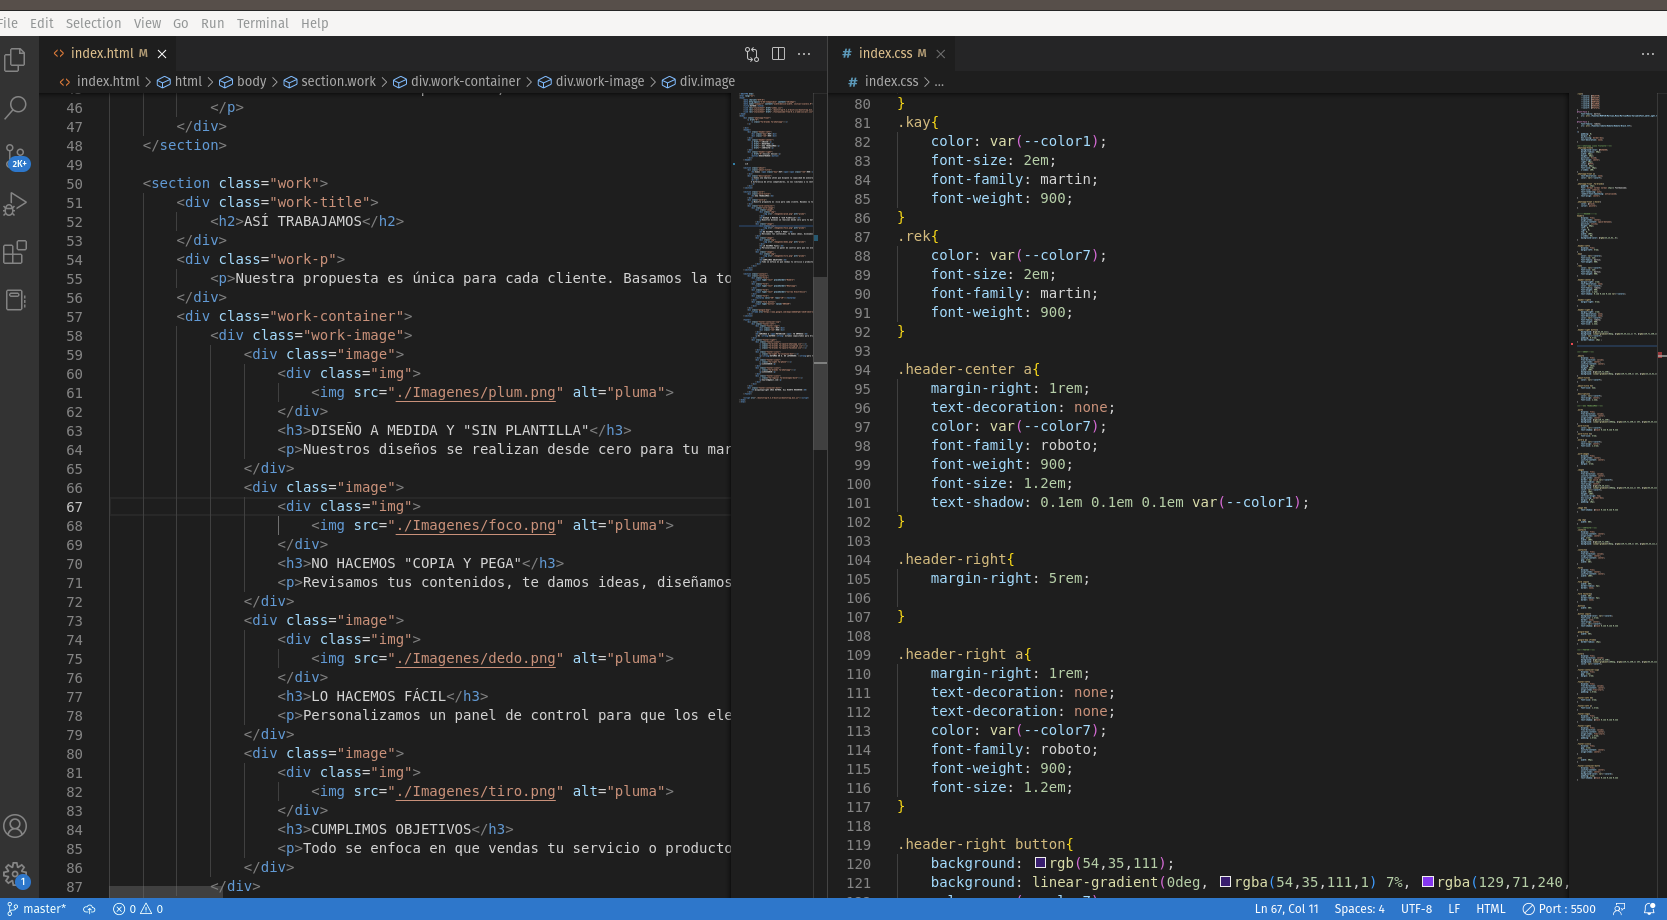 File Edit Selection View Go Run Terminal Help
index.html M
index.html > html > body > section.work > div.work-container > div.work-image > div.image
46 </p>
47 </div>
48 </section>
49
50 <section class="work">
51 <div class="work-title">
52 <h2>ASÍ TRABAJAMOS</h2>
53 </div>
54 <div class="work-p">
55 <p>Nuestra propuesta es única para cada cliente. Basamos la to
56 </div>
57 <div class="work-container">
58 <div class="work-image">
59 <div class="image">
60 <div class="img">
61 <img src="./Imagenes/plum.png" alt="pluma">
62 </div>
63 <h3>DISEÑO A MEDIDA Y "SIN PLANTILLA"</h3>
64 <p>Nuestros diseños se realizan desde cero para tu mar
65 </div>
66 <div class="image">
67 <div class="img">
68 <img src="./Imagenes/foco.png" alt="pluma">
69 </div>
70 <h3>NO HACEMOS "COPIA Y PEGA"</h3>
71 <p>Revisamos tus contenidos, te damos ideas, diseñamos
72 </div>
73 <div class="image">
74 <div class="img">
75 <img src="./Imagenes/dedo.png" alt="pluma">
76 </div>
77 <h3>LO HACEMOS FÁCIL</h3>
78 <p>Personalizamos un panel de control para que los ele
79 </div>
80 <div class="image">
81 <div class="img">
82 <img src="./Imagenes/tiro.png" alt="pluma">
83 </div>
84 <h3>CUMPLIMOS OBJETIVOS</h3>
85 <p>Todo se enfoca en que vendas tu servicio o producto
86 </div>
87 </div>
# index.css M
# index.css > ...
80 }
81 .kay{
82 color: var(--color1);
83 font-size: 2em;
84 font-family: martin;
85 font-weight: 900;
86 }
87 .rek{
88 color: var(--color7);
89 font-size: 2em;
90 font-family: martin;
91 font-weight: 900;
92 }
93
94 .header-center a{
95 margin-right: 1rem;
96 text-decoration: none;
97 color: var(--color7);
98 font-family: roboto;
99 font-weight: 900;
100 font-size: 1.2em;
101 text-shadow: 0.1em 0.1em 0.1em var(--color1);
102 }
103
104 .header-right{
105 margin-right: 5rem;
106
107 }
108
109 .header-right a{
110 margin-right: 1rem;
111 text-decoration: none;
112 text-decoration: none;
113 color: var(--color7);
114 font-family: roboto;
115 font-weight: 900;
116 font-size: 1.2em;
117 }
118
119 .header-right button{
120 background: rgb(54,35,111);
121 background: linear-gradient(0deg, rgba(54,35,111,1) 7%, rgba(129,71,240,
2K+
1
master* 0 0 Ln 67, Col 11 Spaces: 4 UTF-8 LF HTML Port : 5500